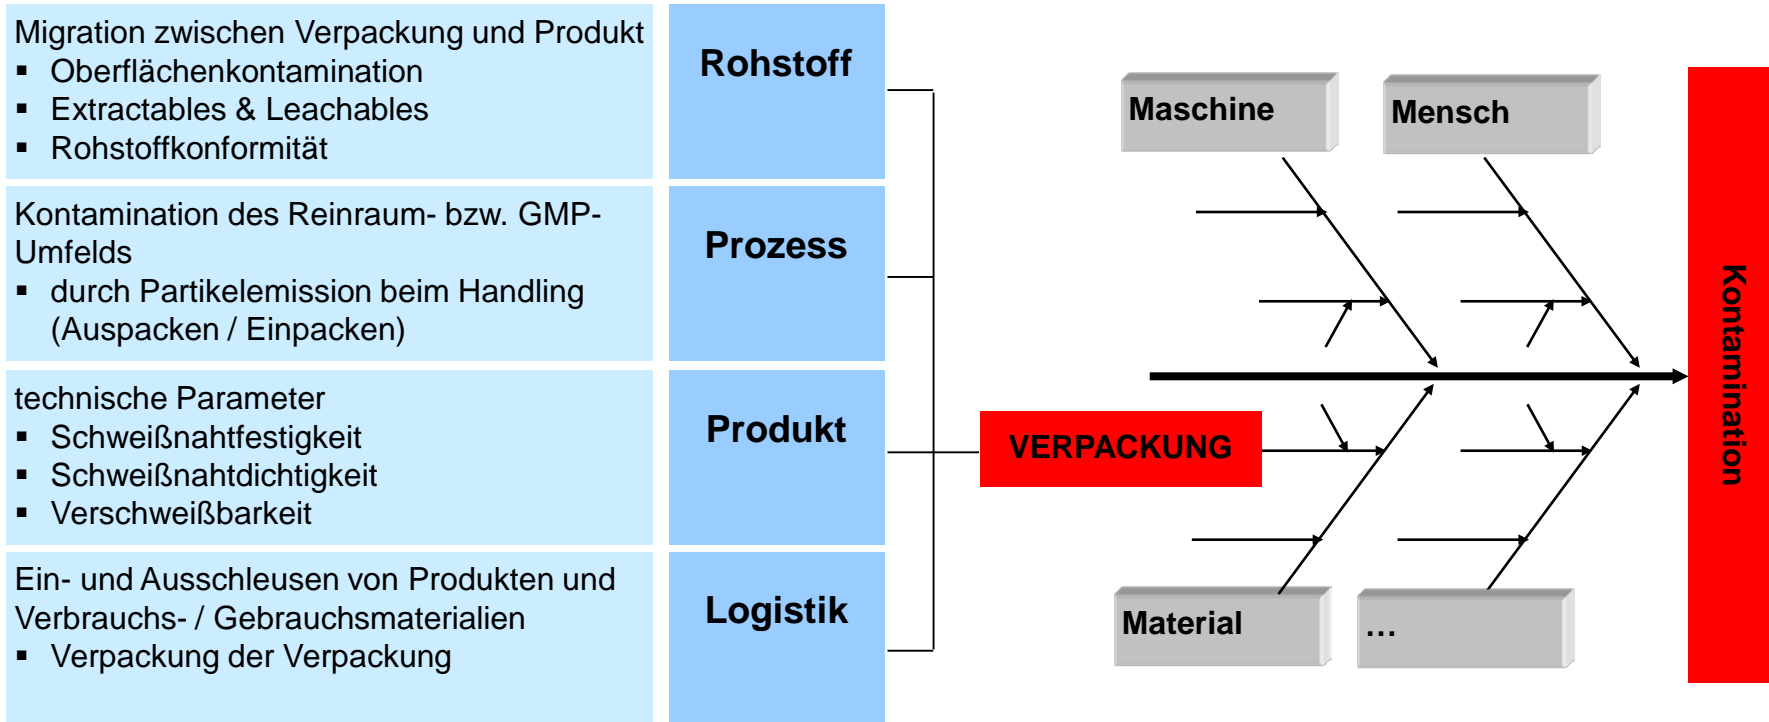 Migration zwischen Verpackung und Produkt
▪ Oberflächenkontamination
▪ Extractables & Leachables
▪ Rohstoffkonformität
Rohstoff
Kontamination des Reinraum- bzw. GMP-
Umfelds
▪ durch Partikelemission beim Handling
(Auspacken / Einpacken)
Prozess
technische Parameter
▪ Schweißnahtfestigkeit
▪ Schweißnahtdichtigkeit
▪ Verschweißbarkeit
Produkt
Ein- und Ausschleusen von Produkten und
Verbrauchs- / Gebrauchsmaterialien
▪ Verpackung der Verpackung
Logistik
VERPACKUNG
Maschine
Mensch
Material
…
Kontamination